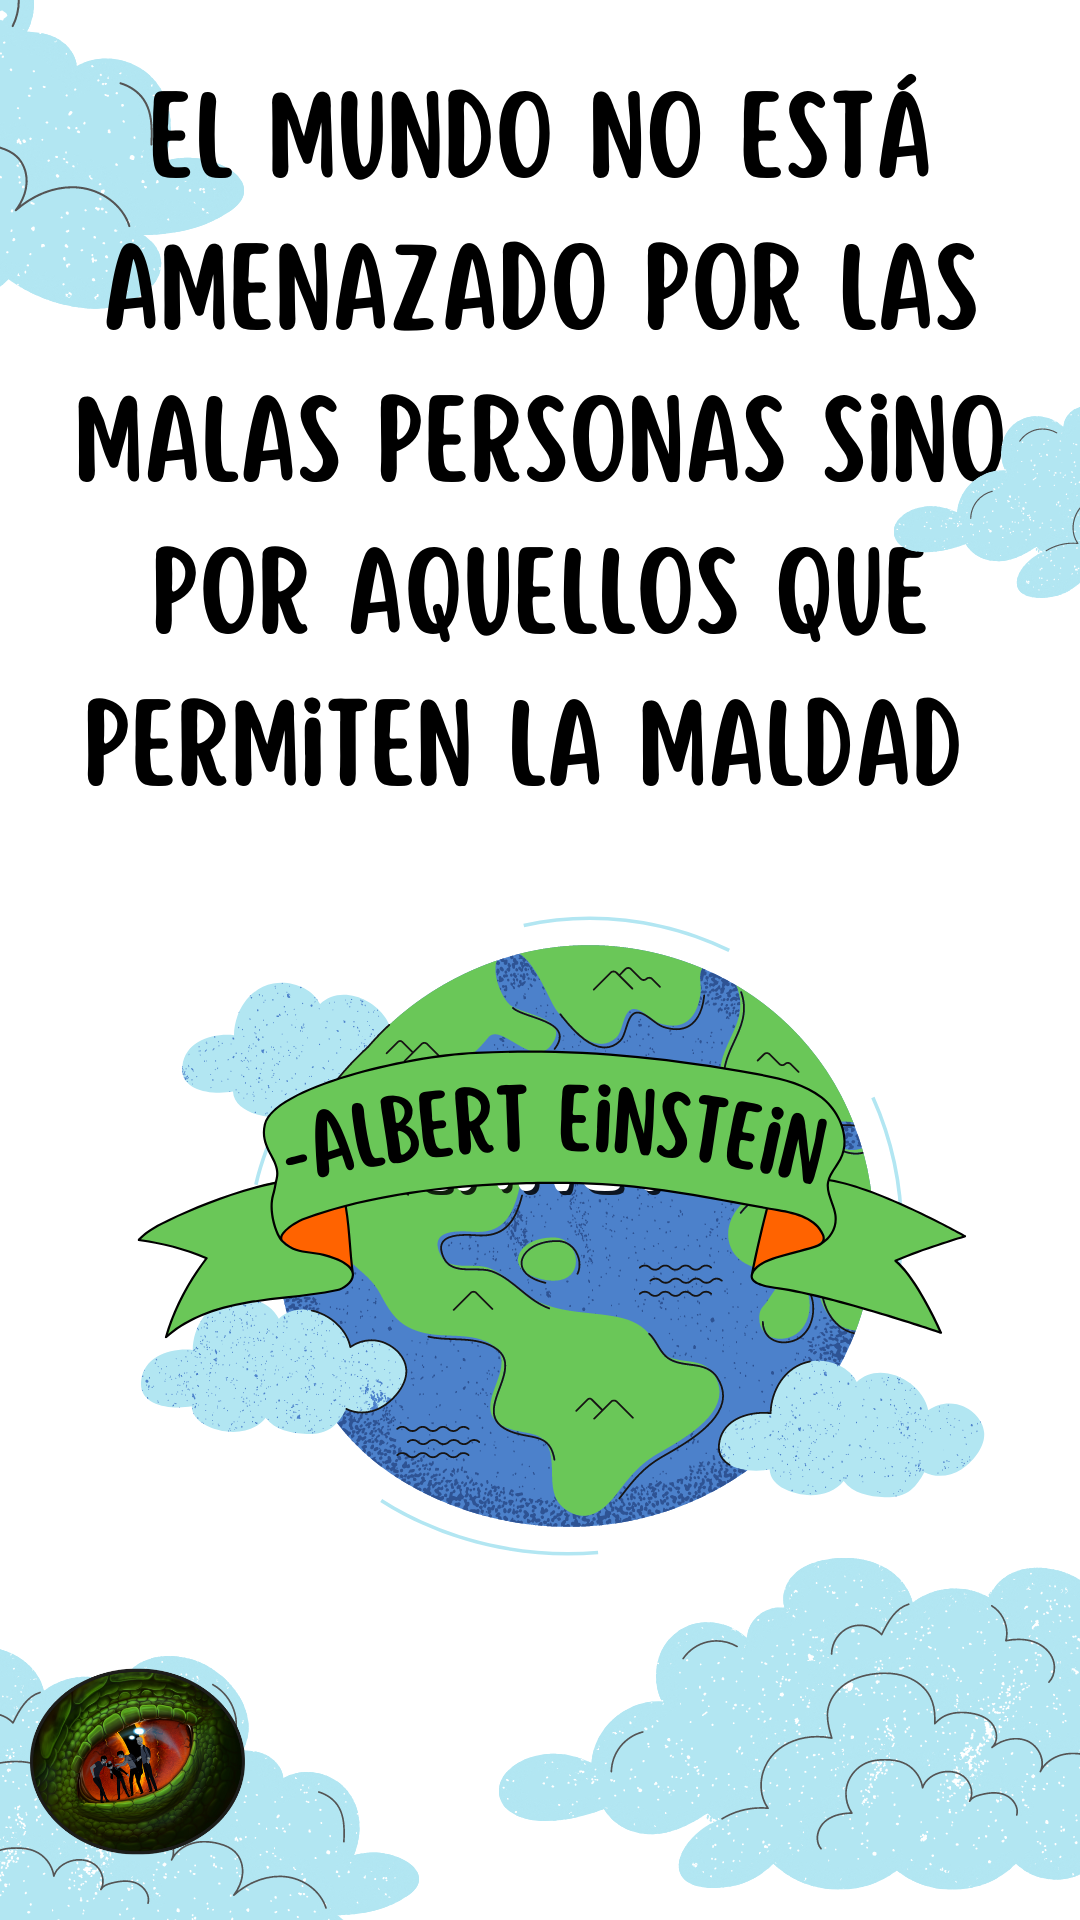 EL MUNDO NO ESTÁ
AMENAZADO POR LAS
MALAS PERSONAS SiNO
POR AQUELLOS QUE
PERMiTEN LA MALDAD
-ALBERT EiNSTEiN